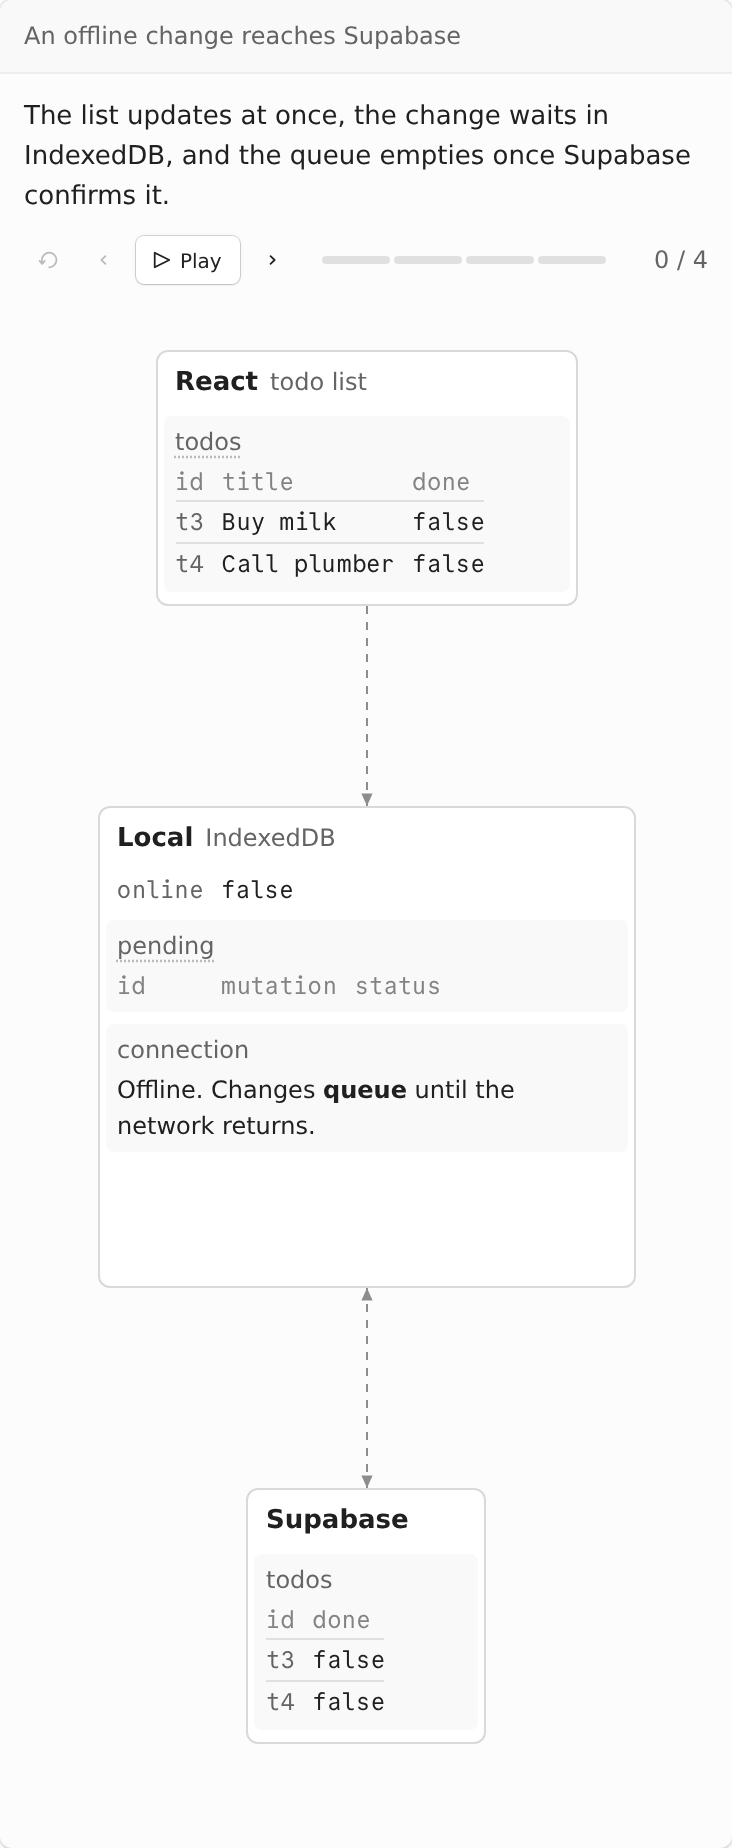 An offline change reaches Supabase
The list updates at once, the change waits in
IndexedDB, and the queue empties once Supabase
confirms it.
Play
0 / 4
React todo list
todos
id title done
t3 Buy milk false
t4 Call plumber false
Local IndexedDB
online false
pending
id mutation status
connection
Offline. Changes queue until the
network returns.
Supabase
todos
id done
t3 false
t4 false